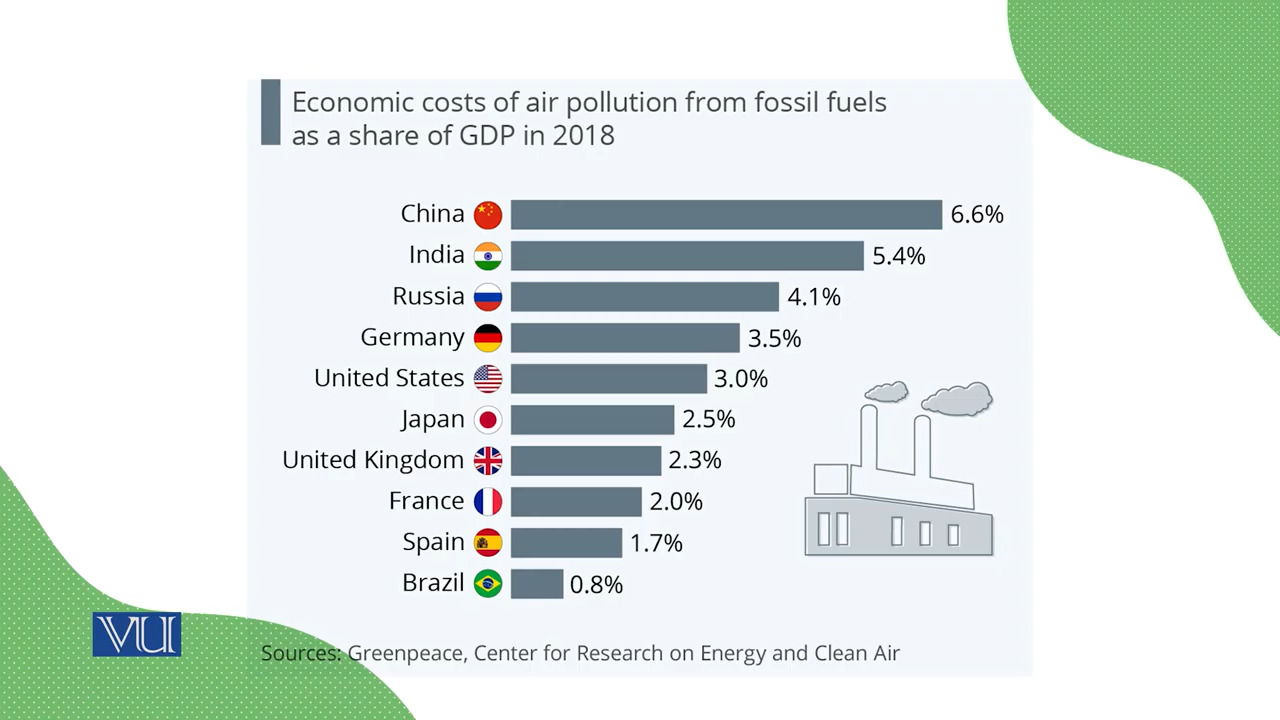 Economic costs of air pollution from fossil fuels
as a share of GDP in 2018
China 6.6%
India 5.4%
Russia 4.1%
Germany 3.5%
United States 3.0%
Japan 2.5%
United Kingdom 2.3%
France 2.0%
Spain 1.7%
Brazil 0.8%
VU
Sources: Greenpeace, Center for Research on Energy and Clean Air